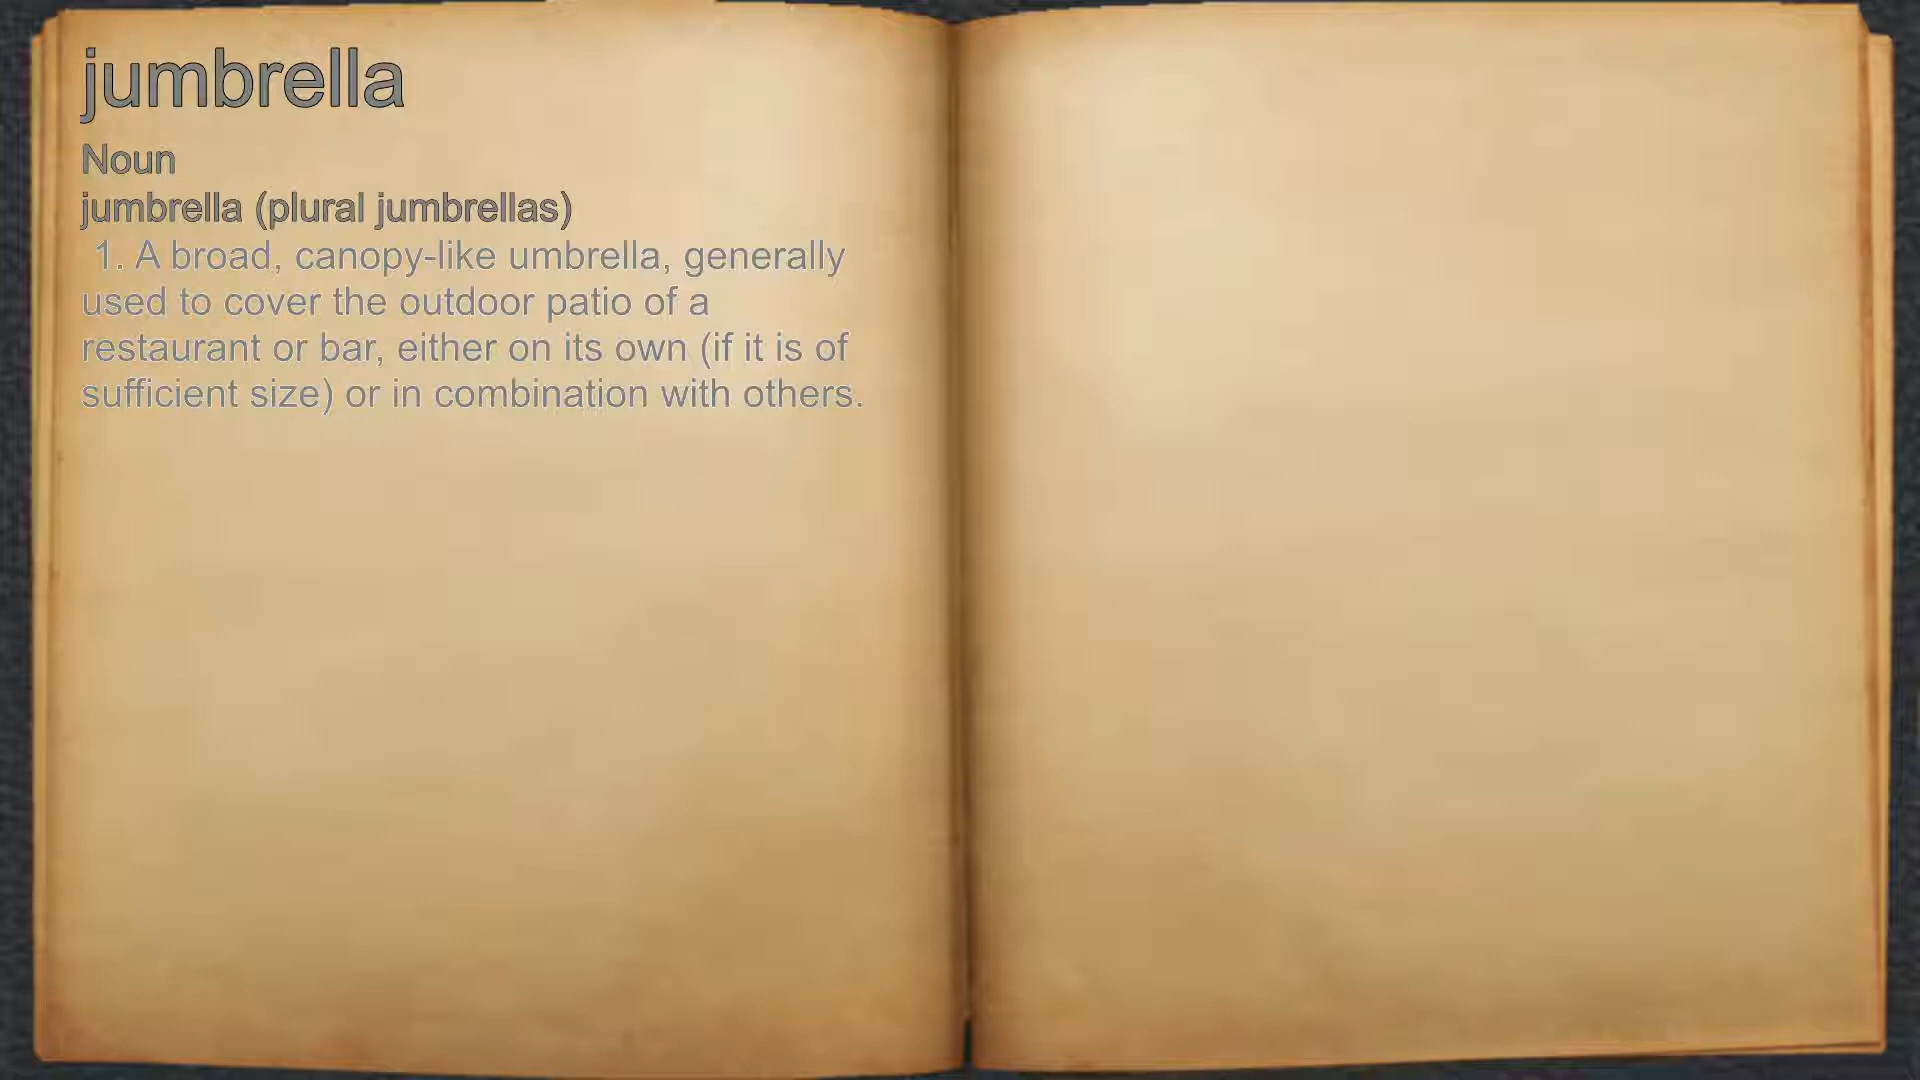 jumbrella
Noun
jumbrella (plural jumbrellas)
1. A broad, canopy-like umbrella, generally
used to cover the outdoor patio of a
restaurant or bar, either on its own (if it is of
sufficient size) or in combination with others.